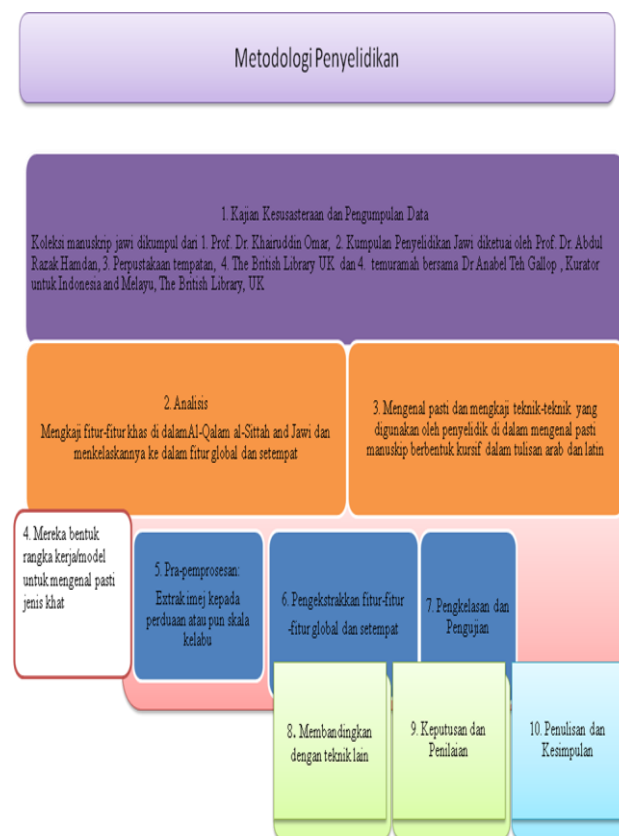 Metodologi Penyelidikan
1. Kajian Kesusasteraan dan Pengumpulan Data
Koleksi manuskrip jawi dikumpul dari 1. Prof. Dr. Khairuddin Omar, 2. Kumpulan Penyelidikan Jawi diketuai oleh Prof. Dr. Abdul
Razak Hamdan, 3. Perpustakaan tempatan, 4. The British Library UK dan 4. temuramah bersama Dr Anabel Teh Gallop , Kurator
untuk Indonesia and Melayu, The British Library, UK
2. Analisis
Mengkaji fitur-fitur khas di dalamAl-Qalam al-Sittah and Jawi dan
menkelaskannya ke dalam fitur global dan setempat
3. Mengenal pasti dan mengkaji teknik-teknik yang
digunakan oleh penyelidik di dalam mengenal pasti
manuskip berbentuk kursif dalam tulisan arab dan latin
4. Mereka bentuk
rangka kerja/model
untuk mengenal pasti
jenis khat
5. Pra-pemprosesan:
Extrak imej kepada
perduaan atau pun skala
kelabu
6. Pengekstrakkan fitur-fitur
-fitur global dan setempat
7. Pengkelasan dan
Pengujian
8. Membandingkan
dengan teknik lain
9. Keputusan dan
Penilaian
10. Penulisan dan
Kesimpulan